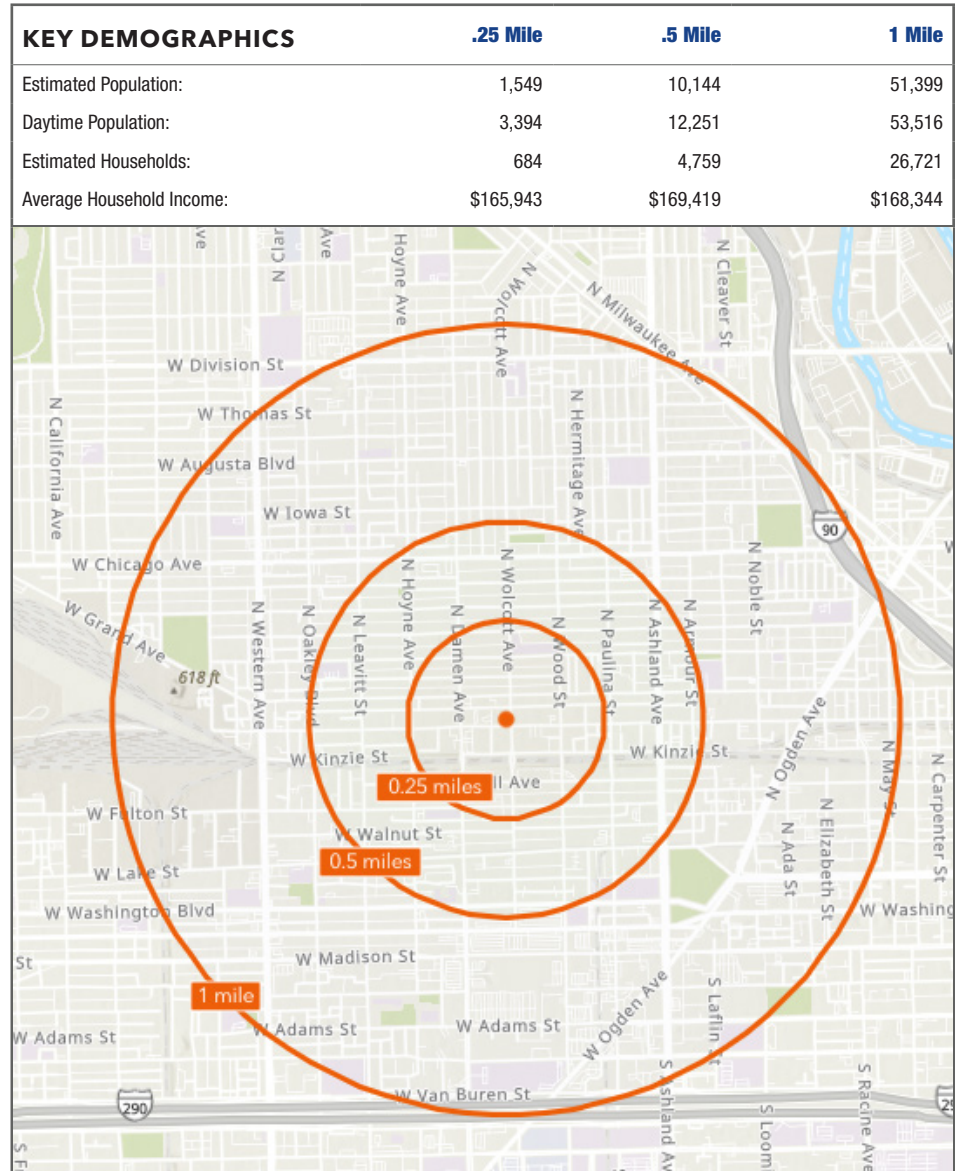 KEY DEMOGRAPHICS .25 Mile .5 Mile 1 Mile
Estimated Population: 1,549 10,144 51,399
Daytime Population: 3,394 12,251 53,516
Estimated Households: 684 4,759 26,721
Average Household Income: $165,943 $169,419 $168,344
Ave
Hoyne Ave
N Wolcott Ave
N Milwaukee Ave
N Cleaver St
W Division St
N California Ave
W Thomas St
N Hermitage Ave
W Augusta Blvd
W Iowa St
90
W Chicago Ave
N Noble St
W Grand Ave
N Western Ave
N Oakley Blvd
N Leavitt St
N Hoyne Ave
N Damen Ave
N Wolcott Ave
N Wood St
N Paulina St
N Ashland Ave
N Armour St
618 ft
W Kinzie St
W Kinzie St
N Ogden Ave
N May St
N Carpenter St
0.25 miles
ll Ave
W Fulton St
W Walnut St
N Ada St
N Elizabeth St
0.5 miles
W Lake St
W Washington Blvd
W Washing
W Madison St
St
1 mile
W Ogden Ave
S Laflin St
W Adams St
W Adams St
W Adams St
W Van Buren St
290
S Ashland Av
S Loom
S Racine Ave
29